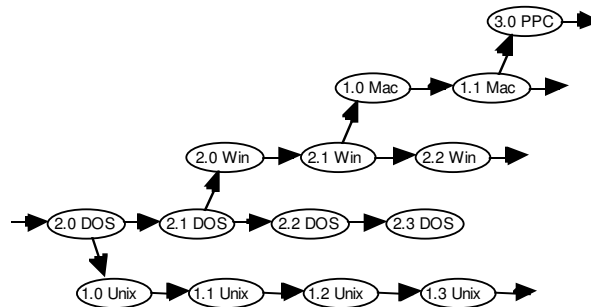 3.0 PPC
1.0 Mac
1.1 Mac
2.0 Win
2.1 Win
2.2 Win
2.0 DOS
2.1 DOS
2.2 DOS
2.3 DOS
1.0 Unix
1.1 Unix
1.2 Unix
1.3 Unix